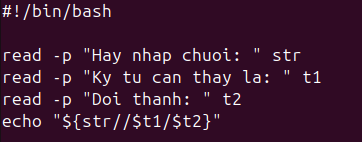 #!/bin/bash
read -p "Hay nhap chuoi: " str
read -p "Ky tu can thay la: " t1
read -p "Doi thanh: " t2
echo "${str//$t1/$t2}"